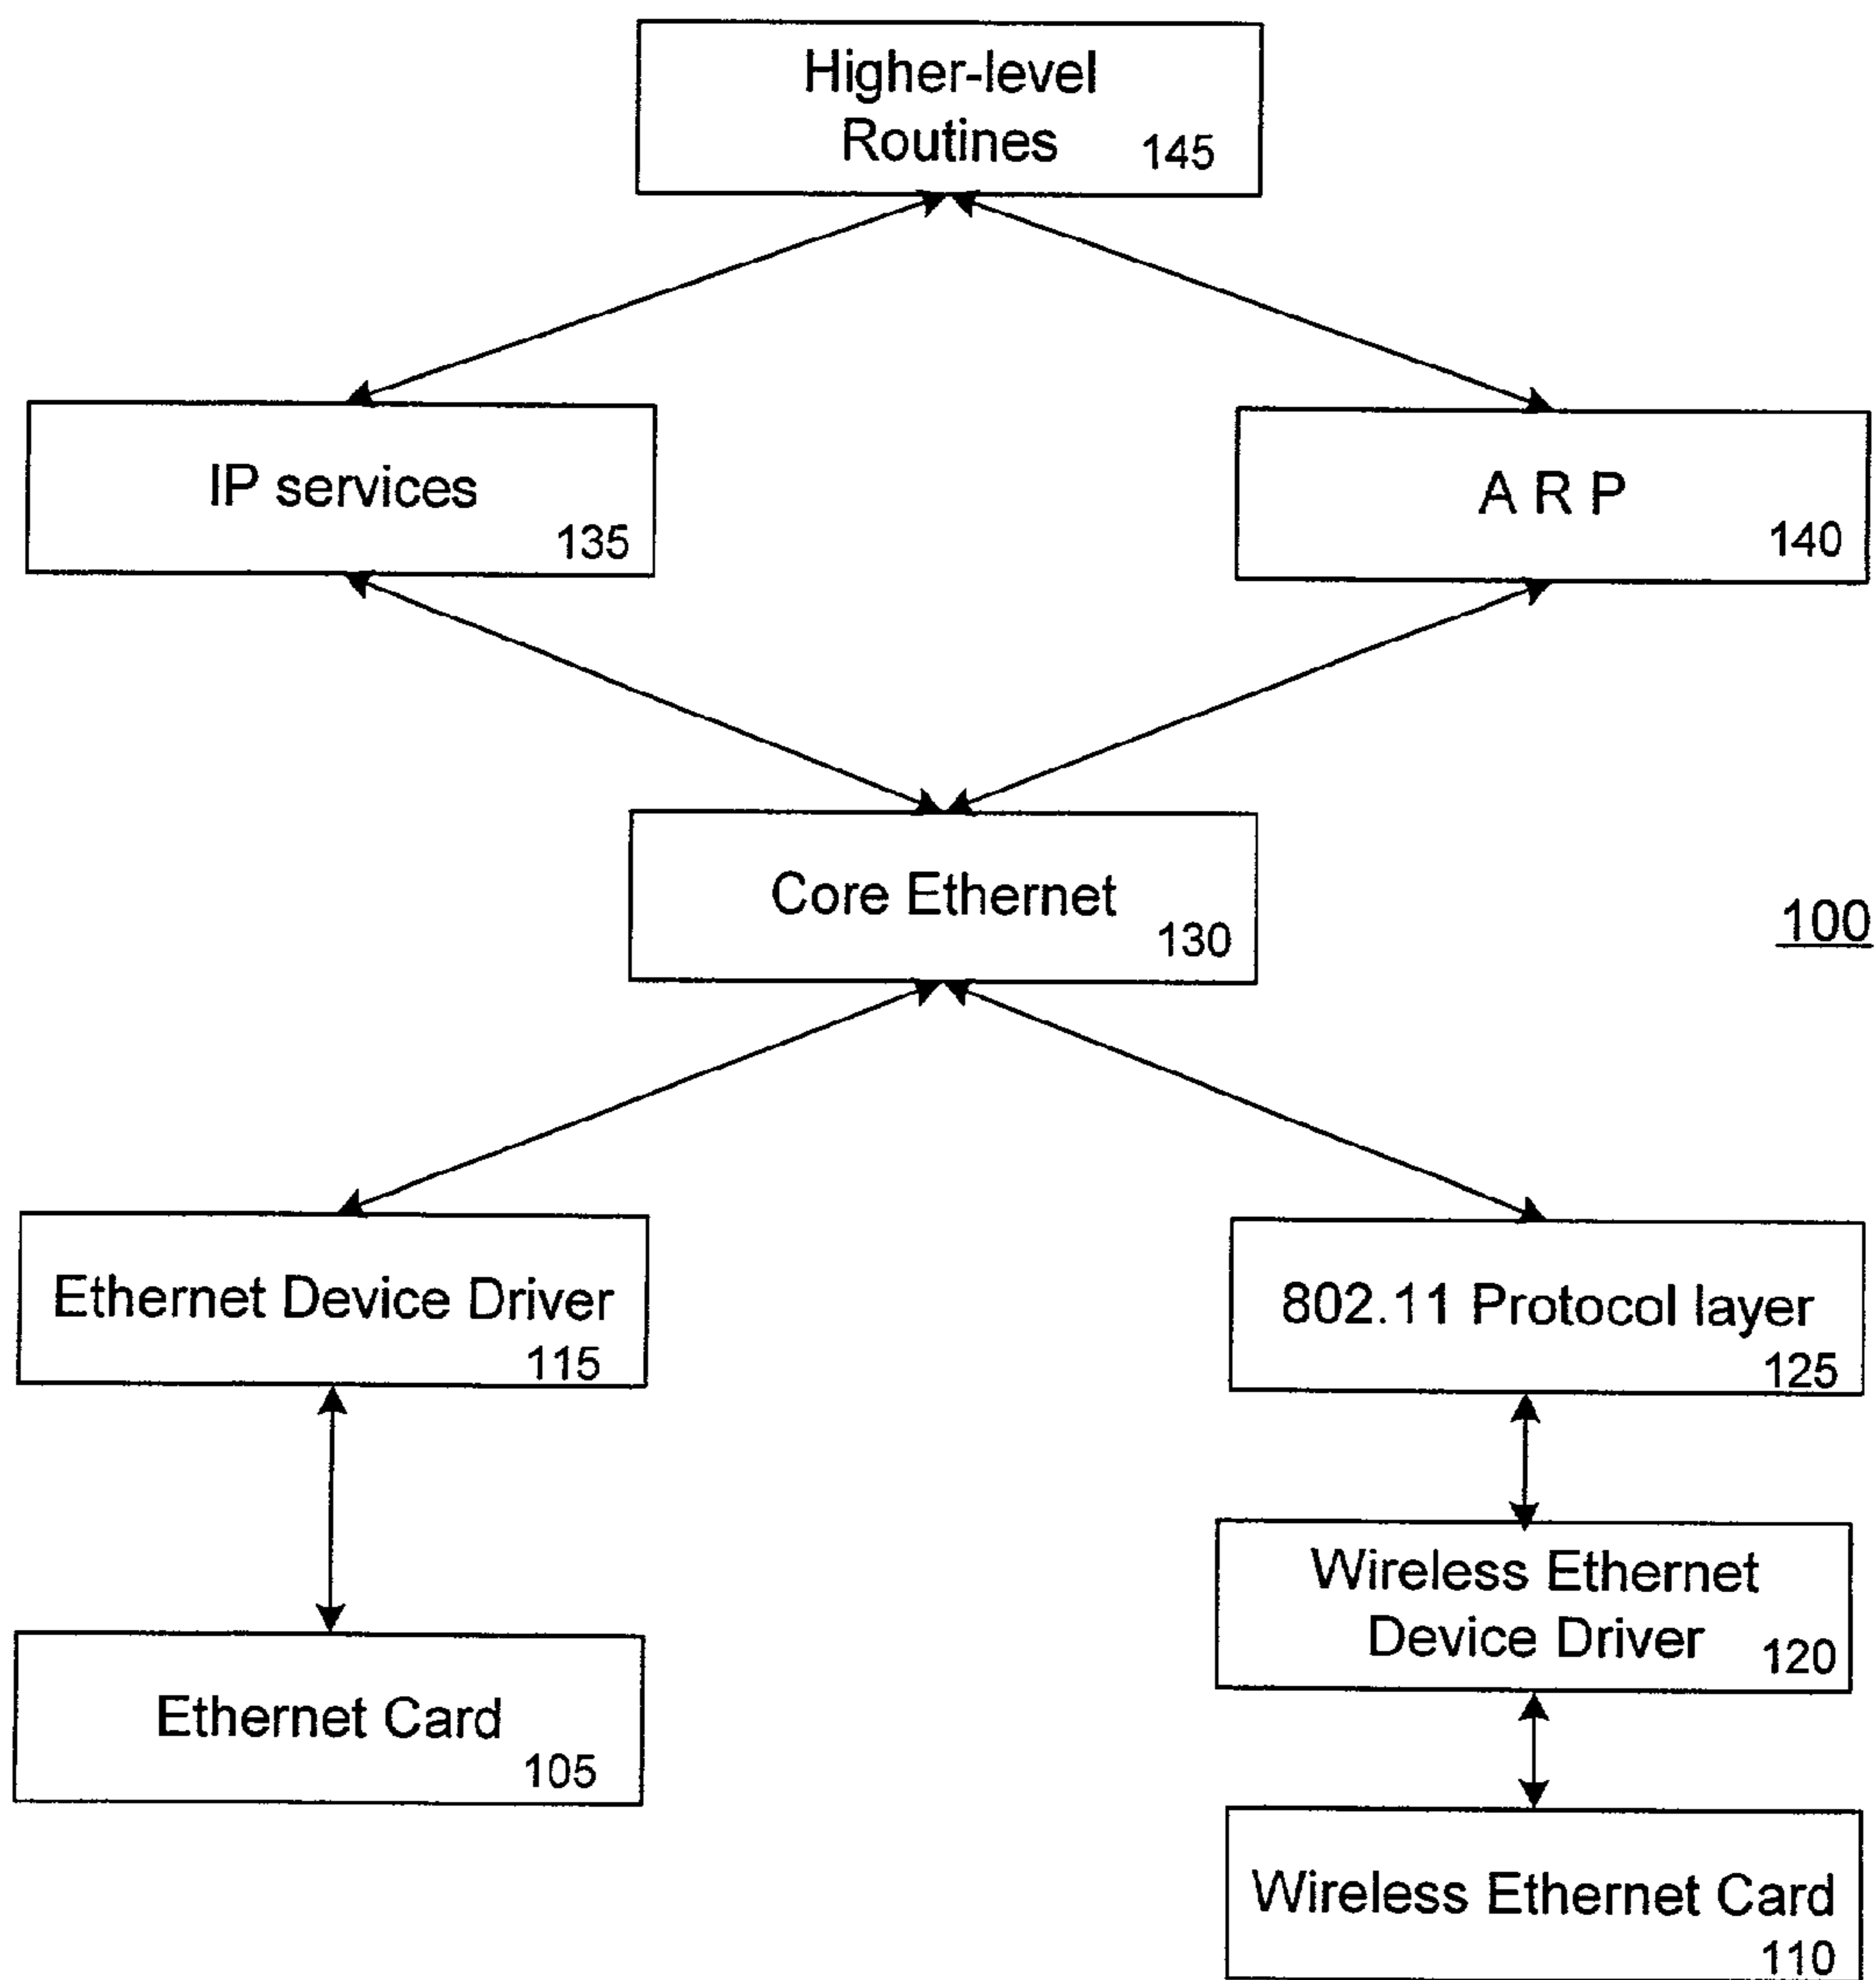 Higher-level
Routines 145
IP services
135
A R P
140
Core Ethernet
130
100
Ethernet Device Driver
115
802.11 Protocol layer
125
Wireless Ethernet
Device Driver 120
Ethernet Card
105
Wireless Ethernet Card
110